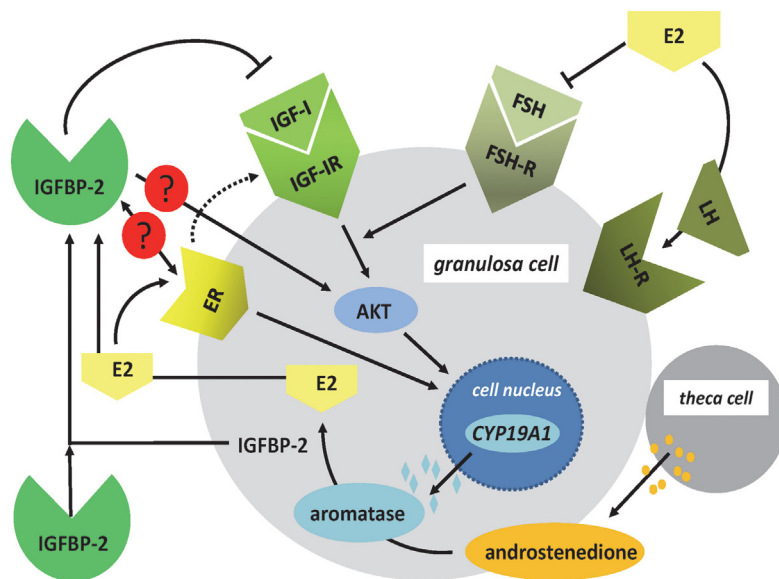 E2
IGF-I
FSH
IGF-IR
FSH-R
IGFBP-2
?
?
LH
LH-R
granulosa cell
ER
AKT
E2
E2
cell nucleus
theca cell
CYP19A1
IGFBP-2
aromatase
IGFBP-2
androstenedione